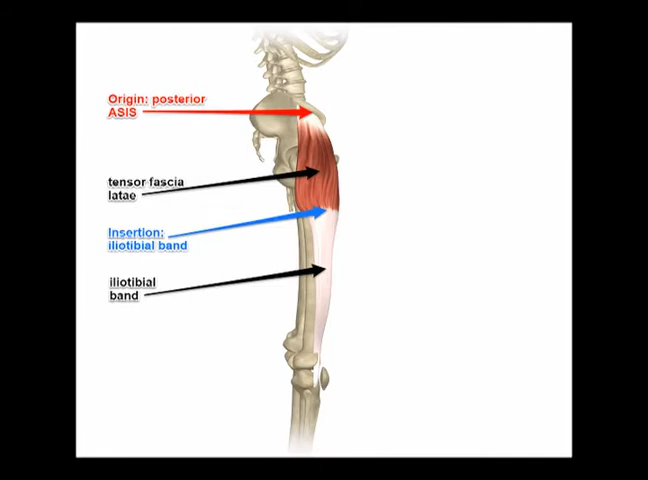 Origin: posterior
ASIS
tensor fascia
latae
Insertion:
iliotibial band
iliotibial
band